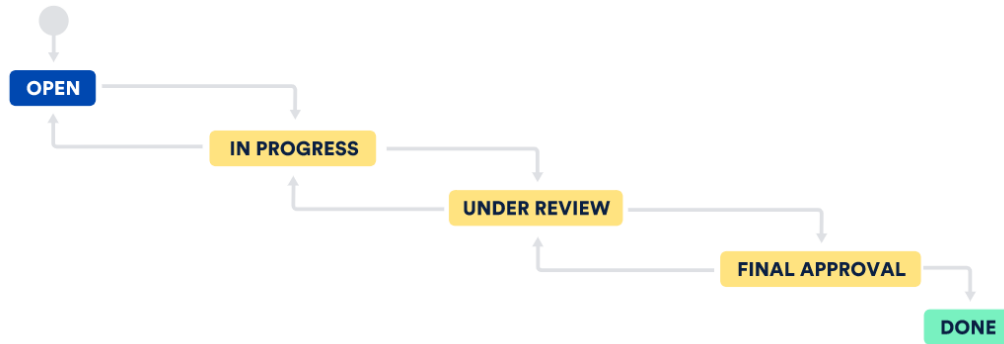 OPEN
IN PROGRESS
UNDER REVIEW
FINAL APPROVAL
DONE